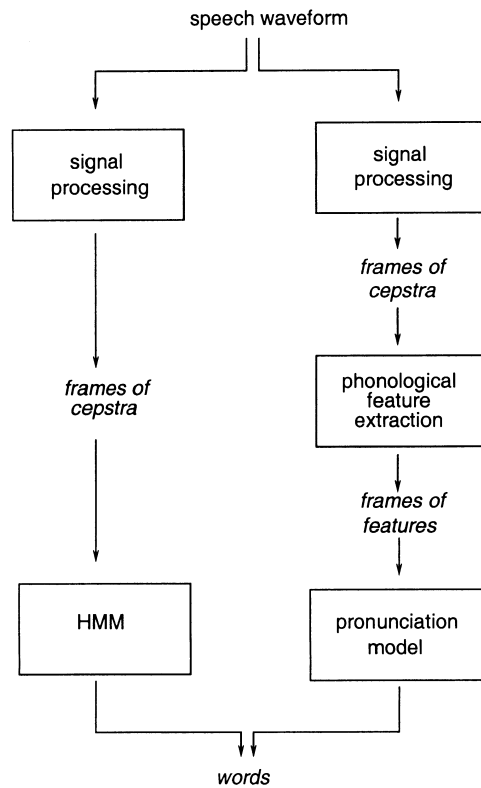 speech waveform
signal
processing
frames of
cepstra
HMM
signal
processing
frames of
cepstra
phonological
feature
extraction
frames of
features
pronunciation
model
words